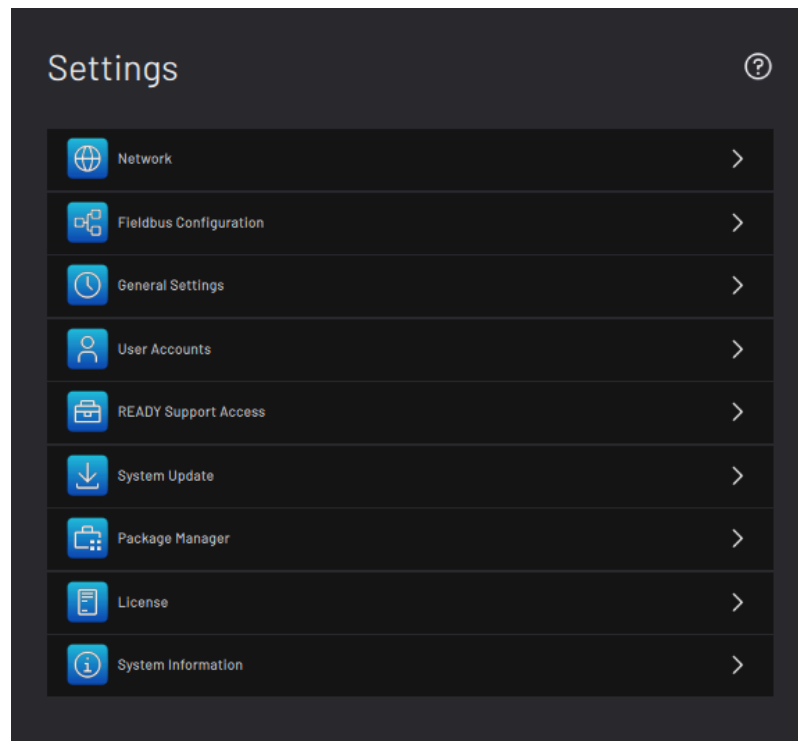 Settings
Network
Fieldbus Configuration
General Settings
User Accounts
READY Support Access
System Update
Package Manager
License
System Information